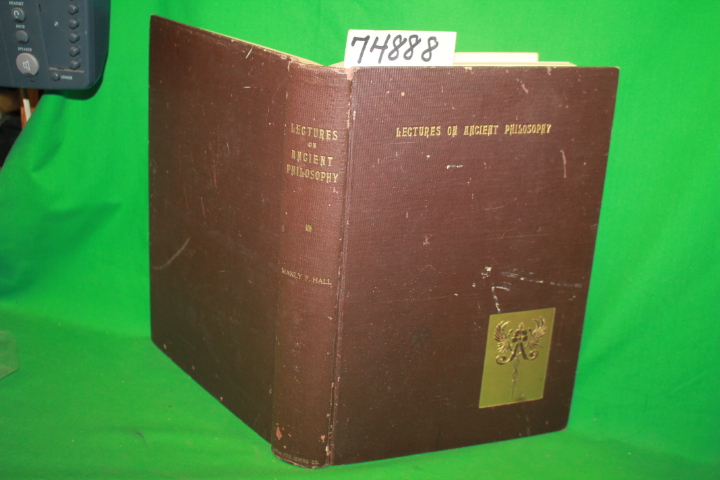 74888
LECTURES
ON
ANCIENT
PHILOSOPHY
MANLY P. HALL
LECTURES ON ANCIENT PHILOSOPHY